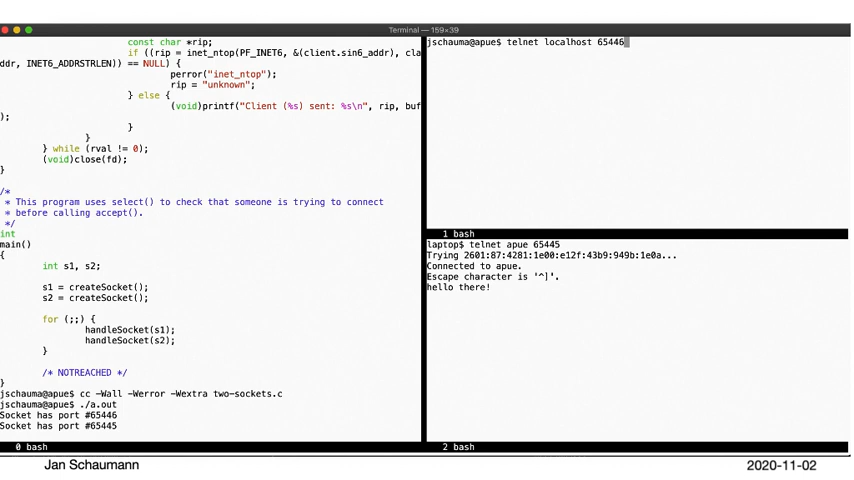 Terminal — 159×39
const char *rip;
if ((rip = inet_ntop(PF_INET6, &(client.sin6_addr), cla
ddr, INET6_ADDRSTRLEN)) == NULL) {
perror("inet_ntop");
rip = "unknown";
} else {
(void)printf("Client (%s) sent: %s\n", rip, buf
);
}
}
} while (rval != 0);
(void)close(fd);
}
/*
* This program uses select() to check that someone is trying to connect
* before calling accept().
*/
int
main()
{
int s1, s2;
s1 = createSocket();
s2 = createSocket();
for (;;) {
handleSocket(s1);
handleSocket(s2);
}
/* NOTREACHED */
}
jschauma@apue$ cc -Wall -Werror -Wextra two-sockets.c
jschauma@apue$ ./a.out
Socket has port #65446
Socket has port #65445
0 bash
jschauma@apue$ telnet localhost 65446
1 bash
laptop$ telnet apue 65445
Trying 2601:87:4281:1e00:e12f:43b9:949b:1e0a...
Connected to apue.
Escape character is '^]'.
hello there!
2 bash
Jan Schaumann
2020-11-02